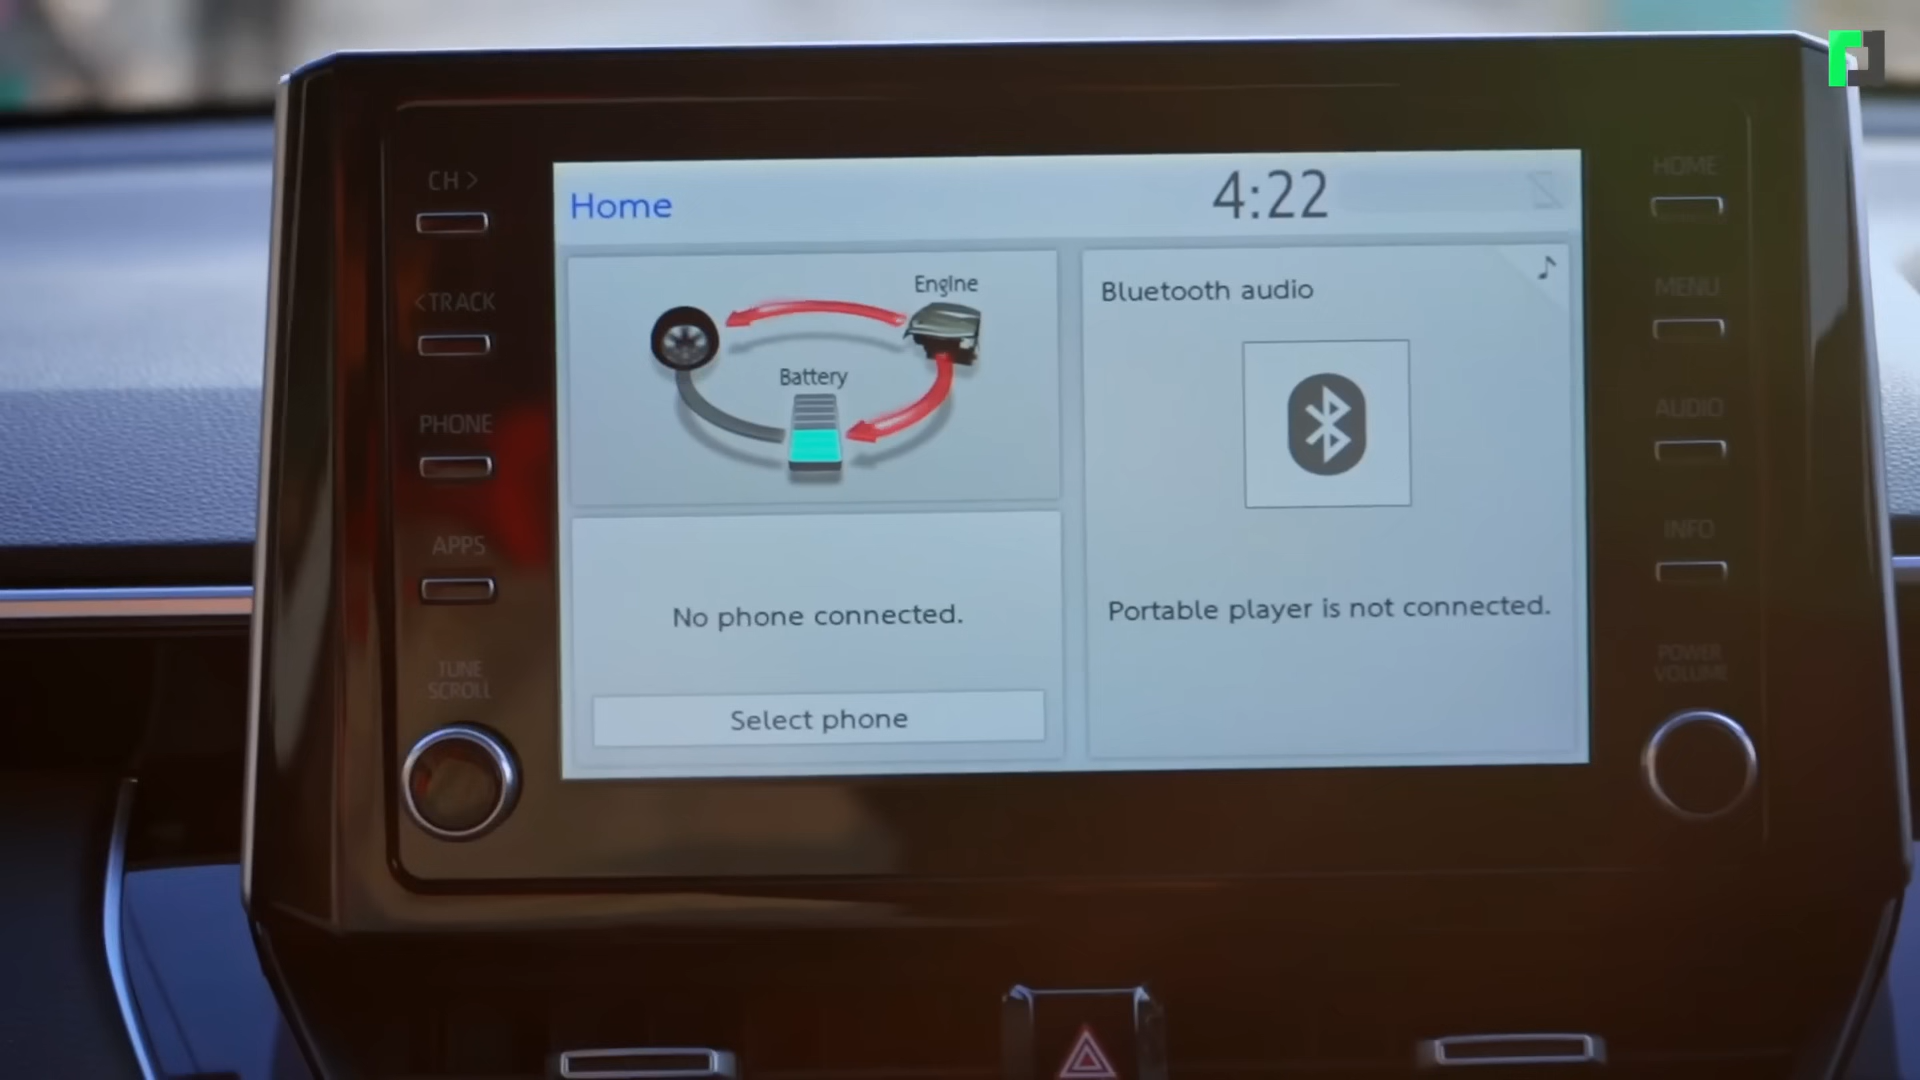 CH >
< TRACK
PHONE
APPS
TUNE
SCROLL
Home
4:22
Engine
Battery
No phone connected.
Select phone
Bluetooth audio
Portable player is not connected.
HOME
MENU
AUDIO
INFO
POWER
VOLUME